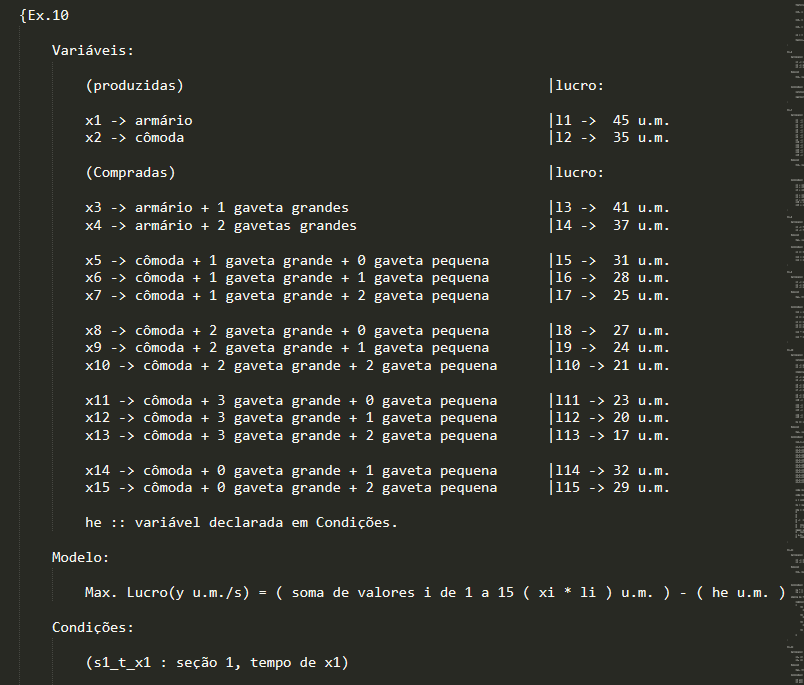 {Ex.10
Variáveis:
(produzidas) |lucro:
x1 -> armário |l1 -> 45 u.m.
x2 -> cômoda |l2 -> 35 u.m.
(Compradas) |lucro:
x3 -> armário + 1 gaveta grandes |l3 -> 41 u.m.
x4 -> armário + 2 gavetas grandes |l4 -> 37 u.m.
x5 -> cômoda + 1 gaveta grande + 0 gaveta pequena |l5 -> 31 u.m.
x6 -> cômoda + 1 gaveta grande + 1 gaveta pequena |l6 -> 28 u.m.
x7 -> cômoda + 1 gaveta grande + 2 gaveta pequena |l7 -> 25 u.m.
x8 -> cômoda + 2 gaveta grande + 0 gaveta pequena |l8 -> 27 u.m.
x9 -> cômoda + 2 gaveta grande + 1 gaveta pequena |l9 -> 24 u.m.
x10 -> cômoda + 2 gaveta grande + 2 gaveta pequena |l10 -> 21 u.m.
x11 -> cômoda + 3 gaveta grande + 0 gaveta pequena |l11 -> 23 u.m.
x12 -> cômoda + 3 gaveta grande + 1 gaveta pequena |l12 -> 20 u.m.
x13 -> cômoda + 3 gaveta grande + 2 gaveta pequena |l13 -> 17 u.m.
x14 -> cômoda + 0 gaveta grande + 1 gaveta pequena |l14 -> 32 u.m.
x15 -> cômoda + 0 gaveta grande + 2 gaveta pequena |l15 -> 29 u.m.
he :: variável declarada em Condições.
Modelo:
Max. Lucro(y u.m./s) = ( soma de valores i de 1 a 15 ( xi * li ) u.m. ) - ( he u.m. )
Condições:
(s1_t_x1 : seção 1, tempo de x1)